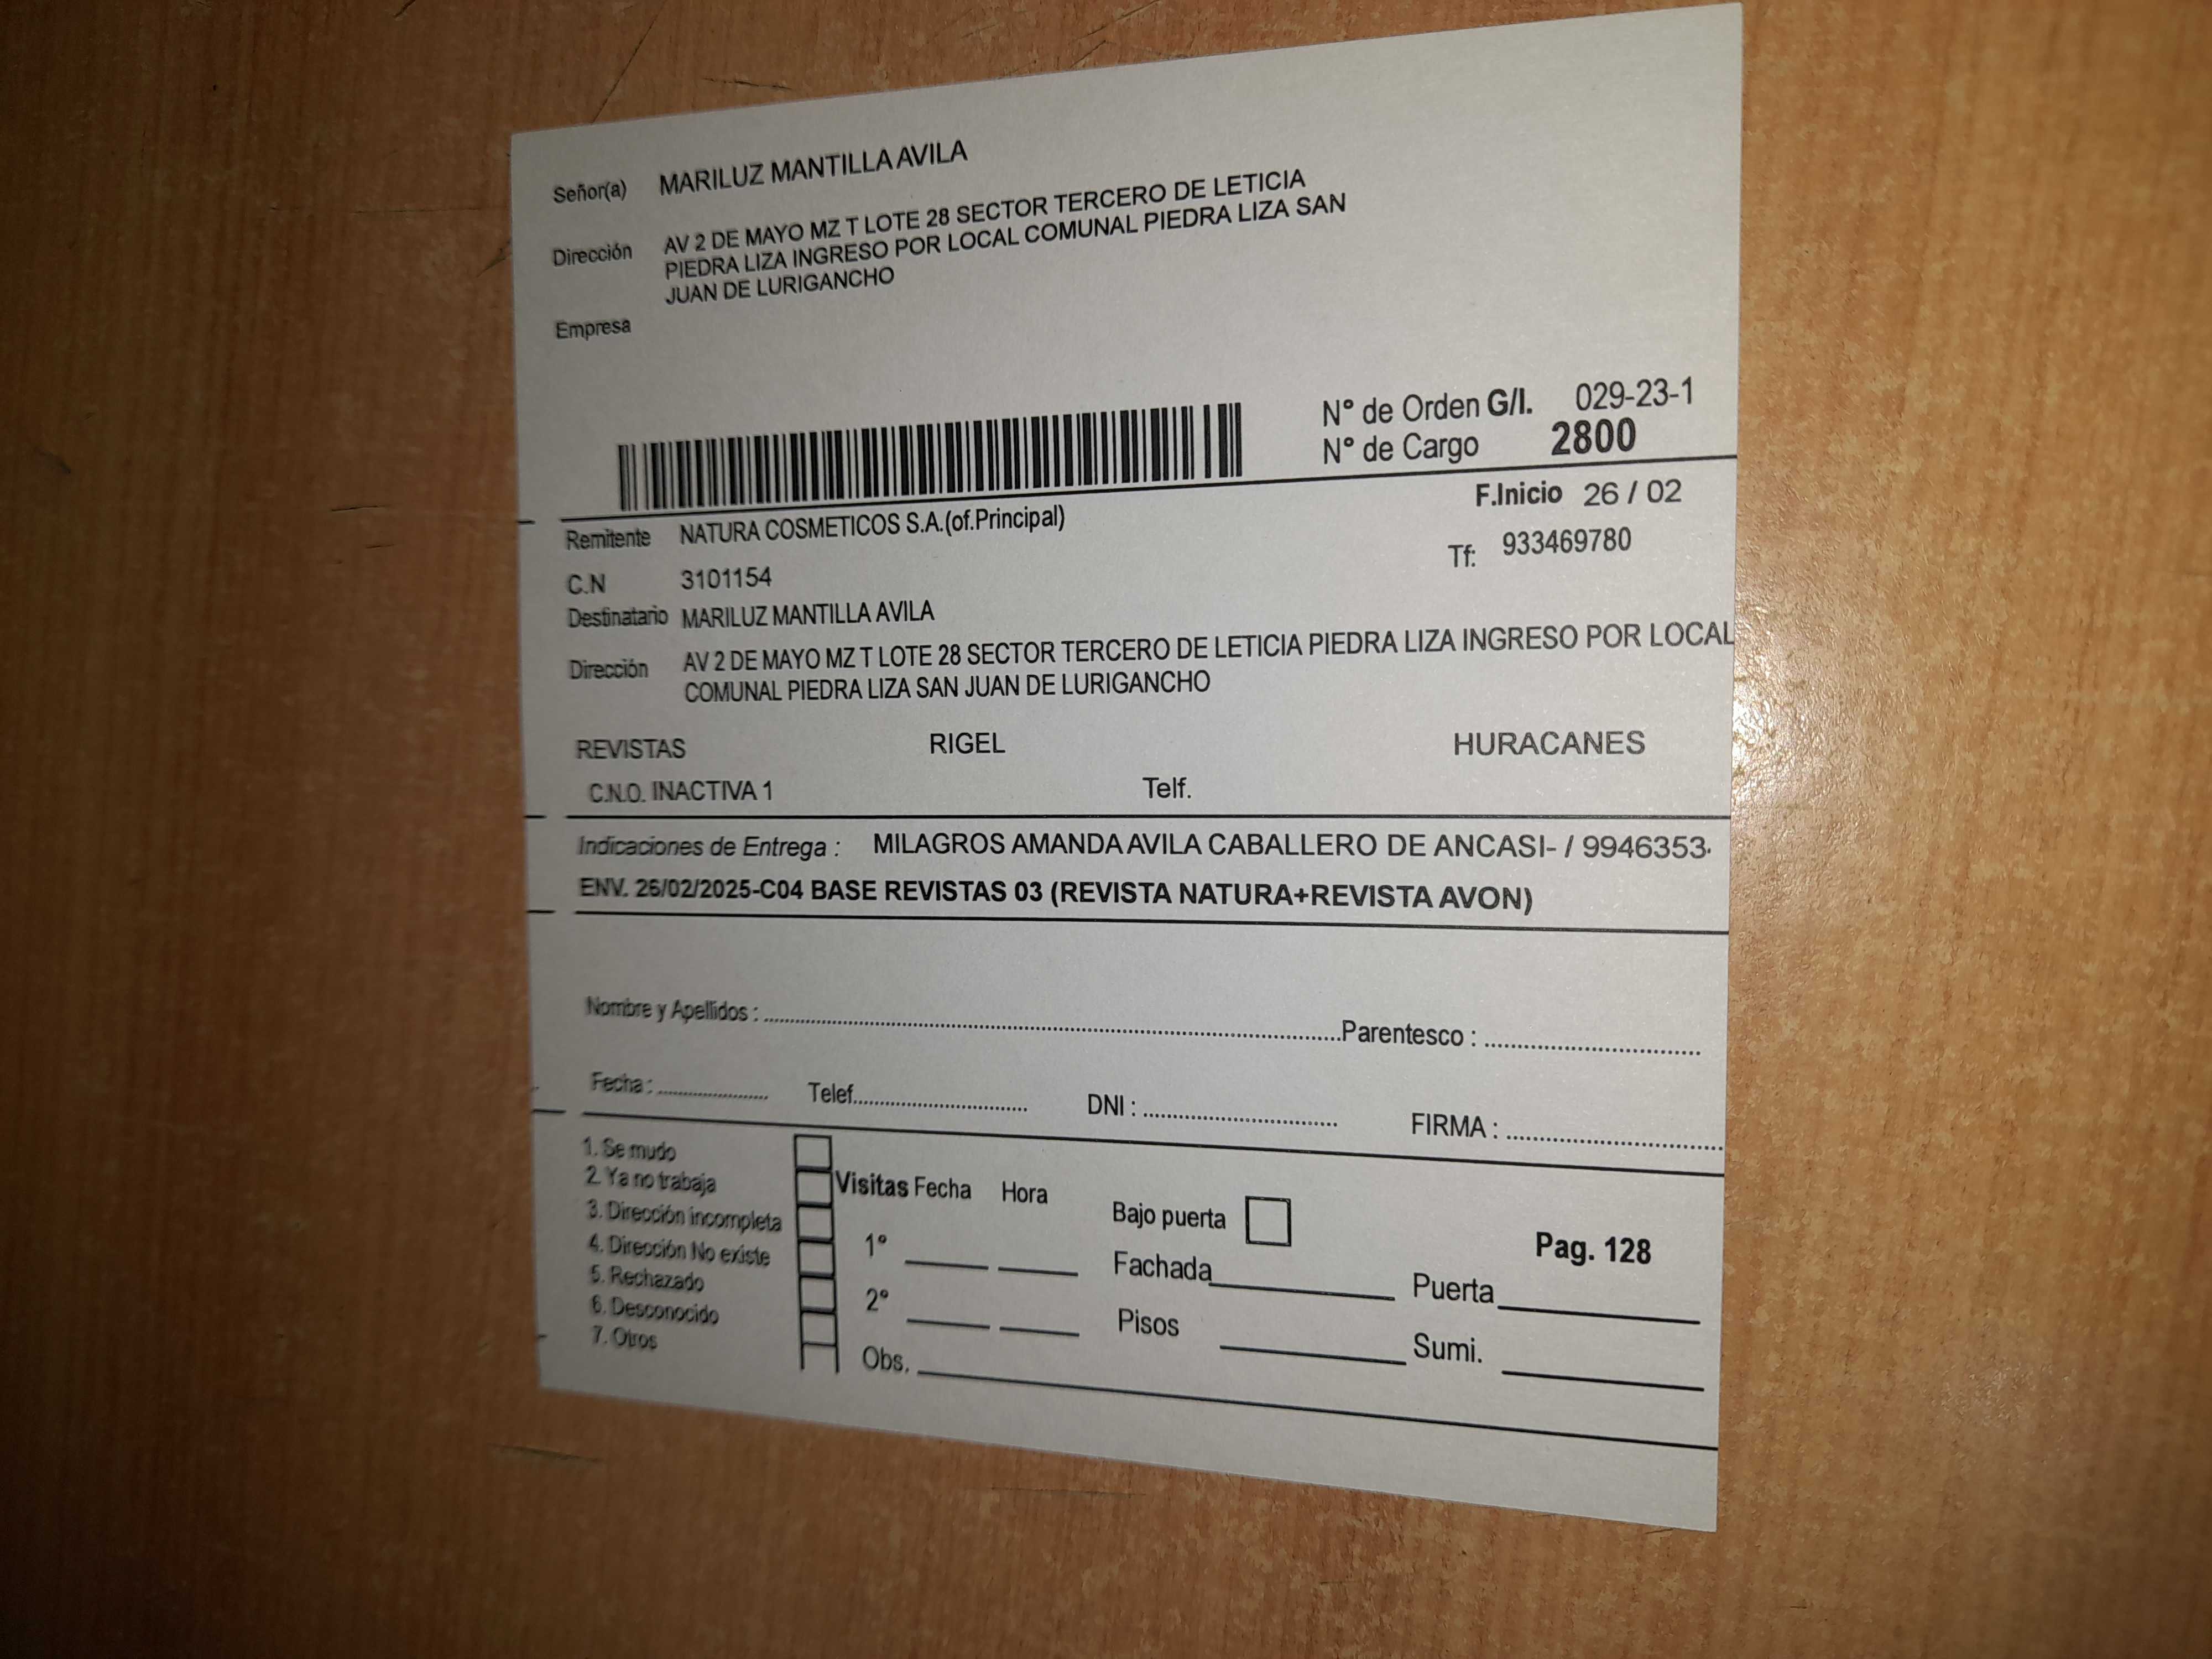 Señor(a) MARILUZ MANTILLA AVILA
Dirección AV 2 DE MAYO MZ T LOTE 28 SECTOR TERCERO DE LETICIA
PIEDRA LIZA INGRESO POR LOCAL COMUNAL PIEDRA LIZA SAN
JUAN DE LURIGANCHO
Empresa
N° de Orden G/I. 029-23-1
N° de Cargo 2800
F.Inicio 26 / 02
Remitente NATURA COSMETICOS S.A.(of.Principal)
Tf: 933469780
C.N 3101154
Destinatario MARILUZ MANTILLA AVILA
Dirección AV 2 DE MAYO MZ T LOTE 28 SECTOR TERCERO DE LETICIA PIEDRA LIZA INGRESO POR LOCAL
COMUNAL PIEDRA LIZA SAN JUAN DE LURIGANCHO
REVISTAS RIGEL HURACANES
C.N.O. INACTIVA 1 Telf.
Indicaciones de Entrega : MILAGROS AMANDA AVILA CABALLERO DE ANCASI- / 9946353
ENV. 26/02/2025-C04 BASE REVISTAS 03 (REVISTA NATURA+REVISTA AVON)
Nombre y Apellidos : Parentesco :
Fecha : Telef. DNI : FIRMA :
1. Se mudo
2. Ya no trabaja
3. Dirección incompleta
4. Dirección No existe
5. Rechazado
6. Desconocido
7. Otros
Visitas Fecha Hora
1°
2°
Obs.
Bajo puerta
Fachada
Pisos
Pag. 128
Puerta
Sumi.